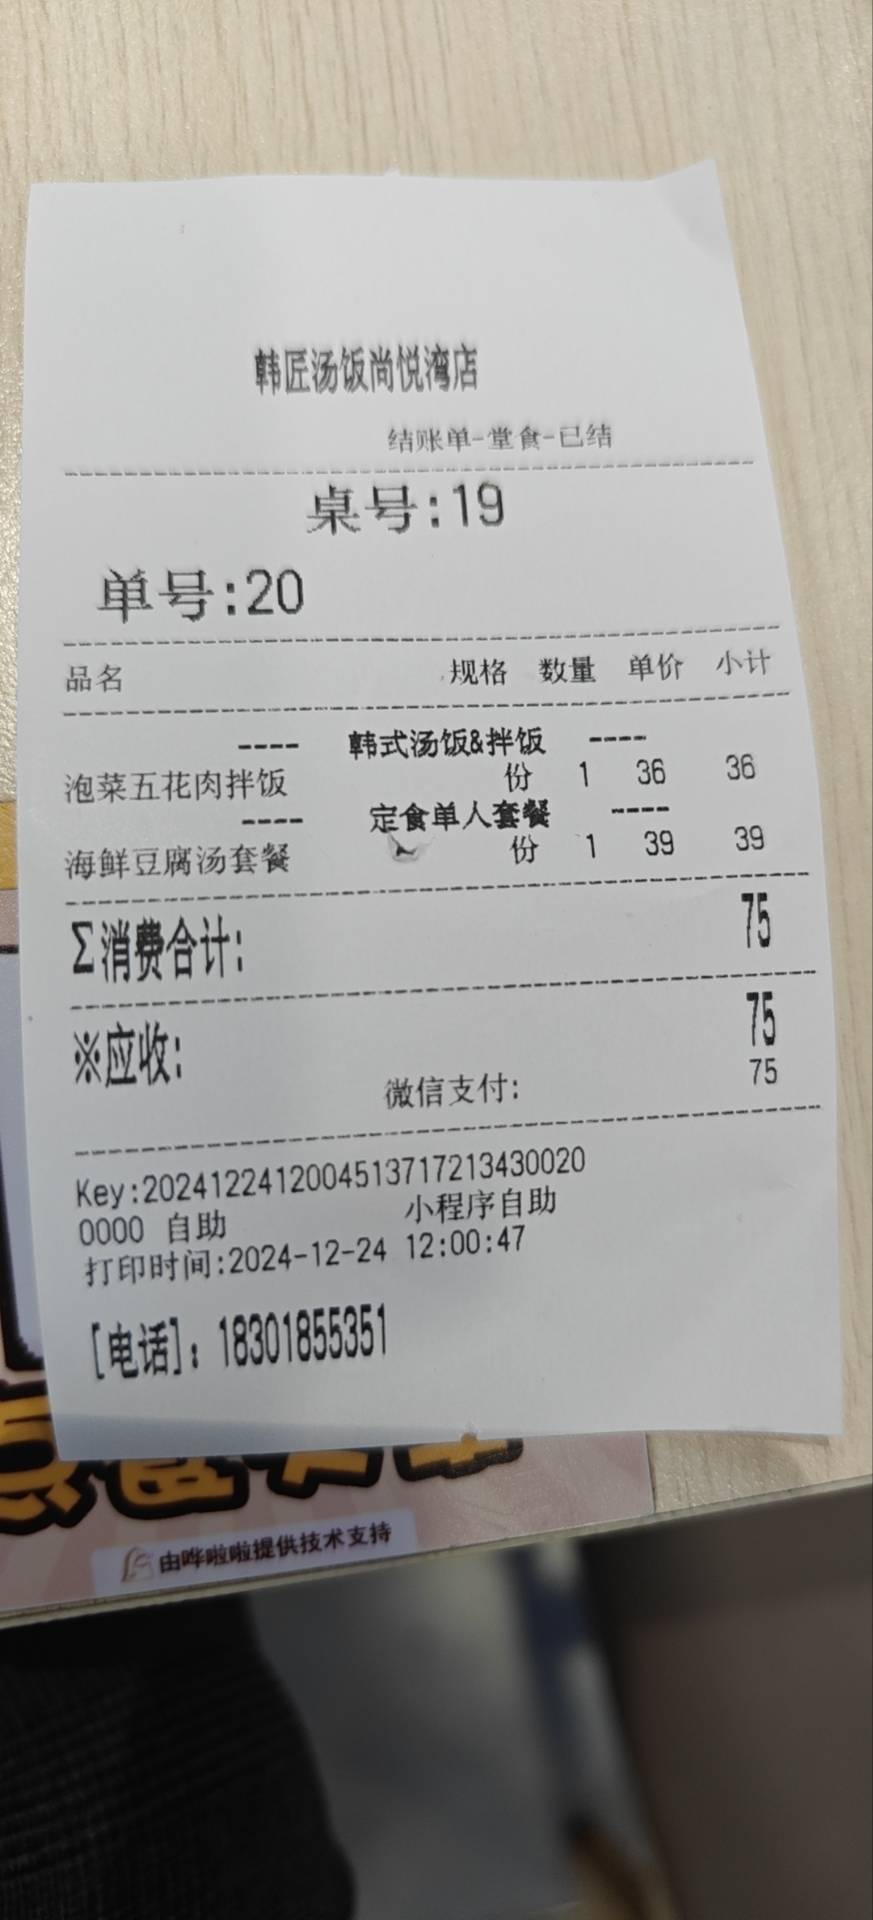 韩匠汤饭尚悦湾店
结账单-堂食-已结
桌号:19
单号:20
品名 规格 数量 单价 小计
---- 韩式汤饭&拌饭 ----
泡菜五花肉拌饭 份 1 36 36
---- 定食单人套餐 ----
海鲜豆腐汤套餐 份 1 39 39
Σ消费合计: 75
※应收: 75
微信支付: 75
Key:2024122412004513717213430020
0000 自助 小程序自助
打印时间:2024-12-24 12:00:47
[电话]: 18301855351
由哗啦啦提供技术支持